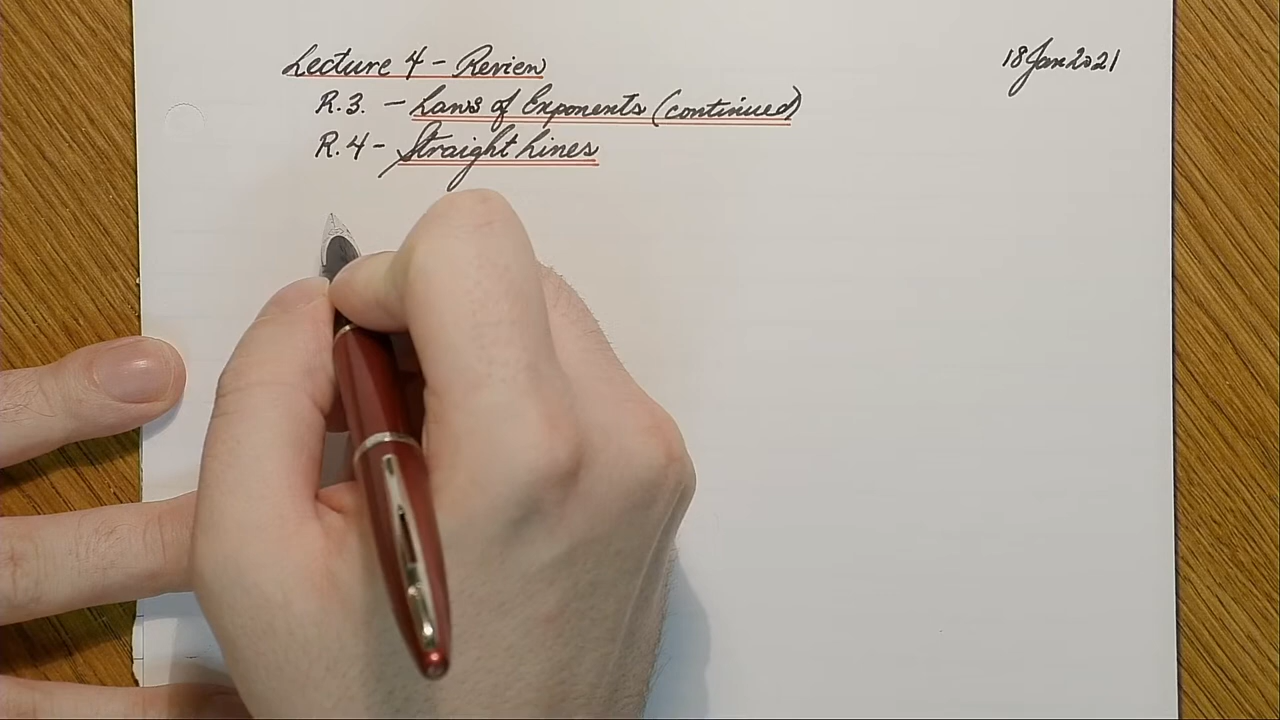 Lecture 4 - Review
18 Jan 2021
R.3. - Laws of Exponents (continued)
R.4 - Straight Lines